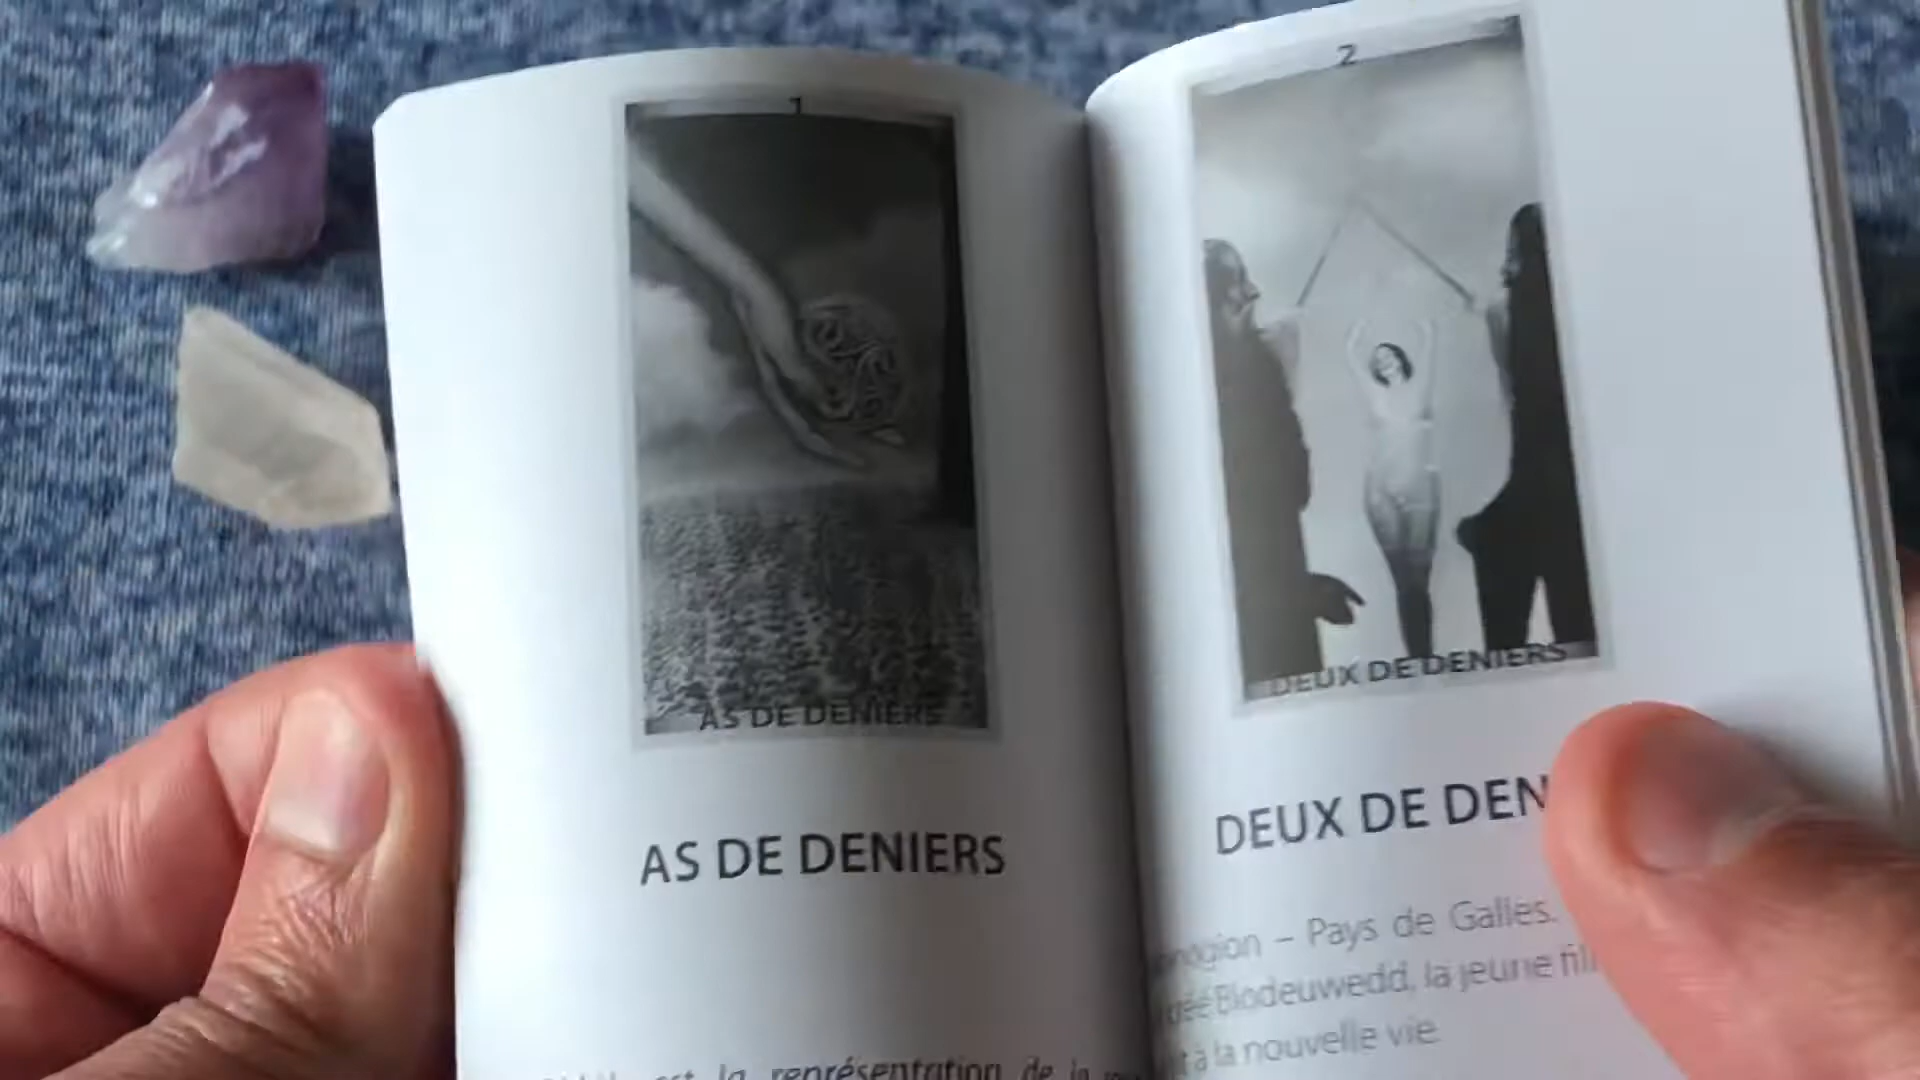 1
AS DE DENIERS
AS DE DENIERS
est la représentation de la
2
DEUX DE DENIERS
DEUX DE DEN
– Pays de Galles.
Blodeuwedd, la jeune
à la nouvelle vie